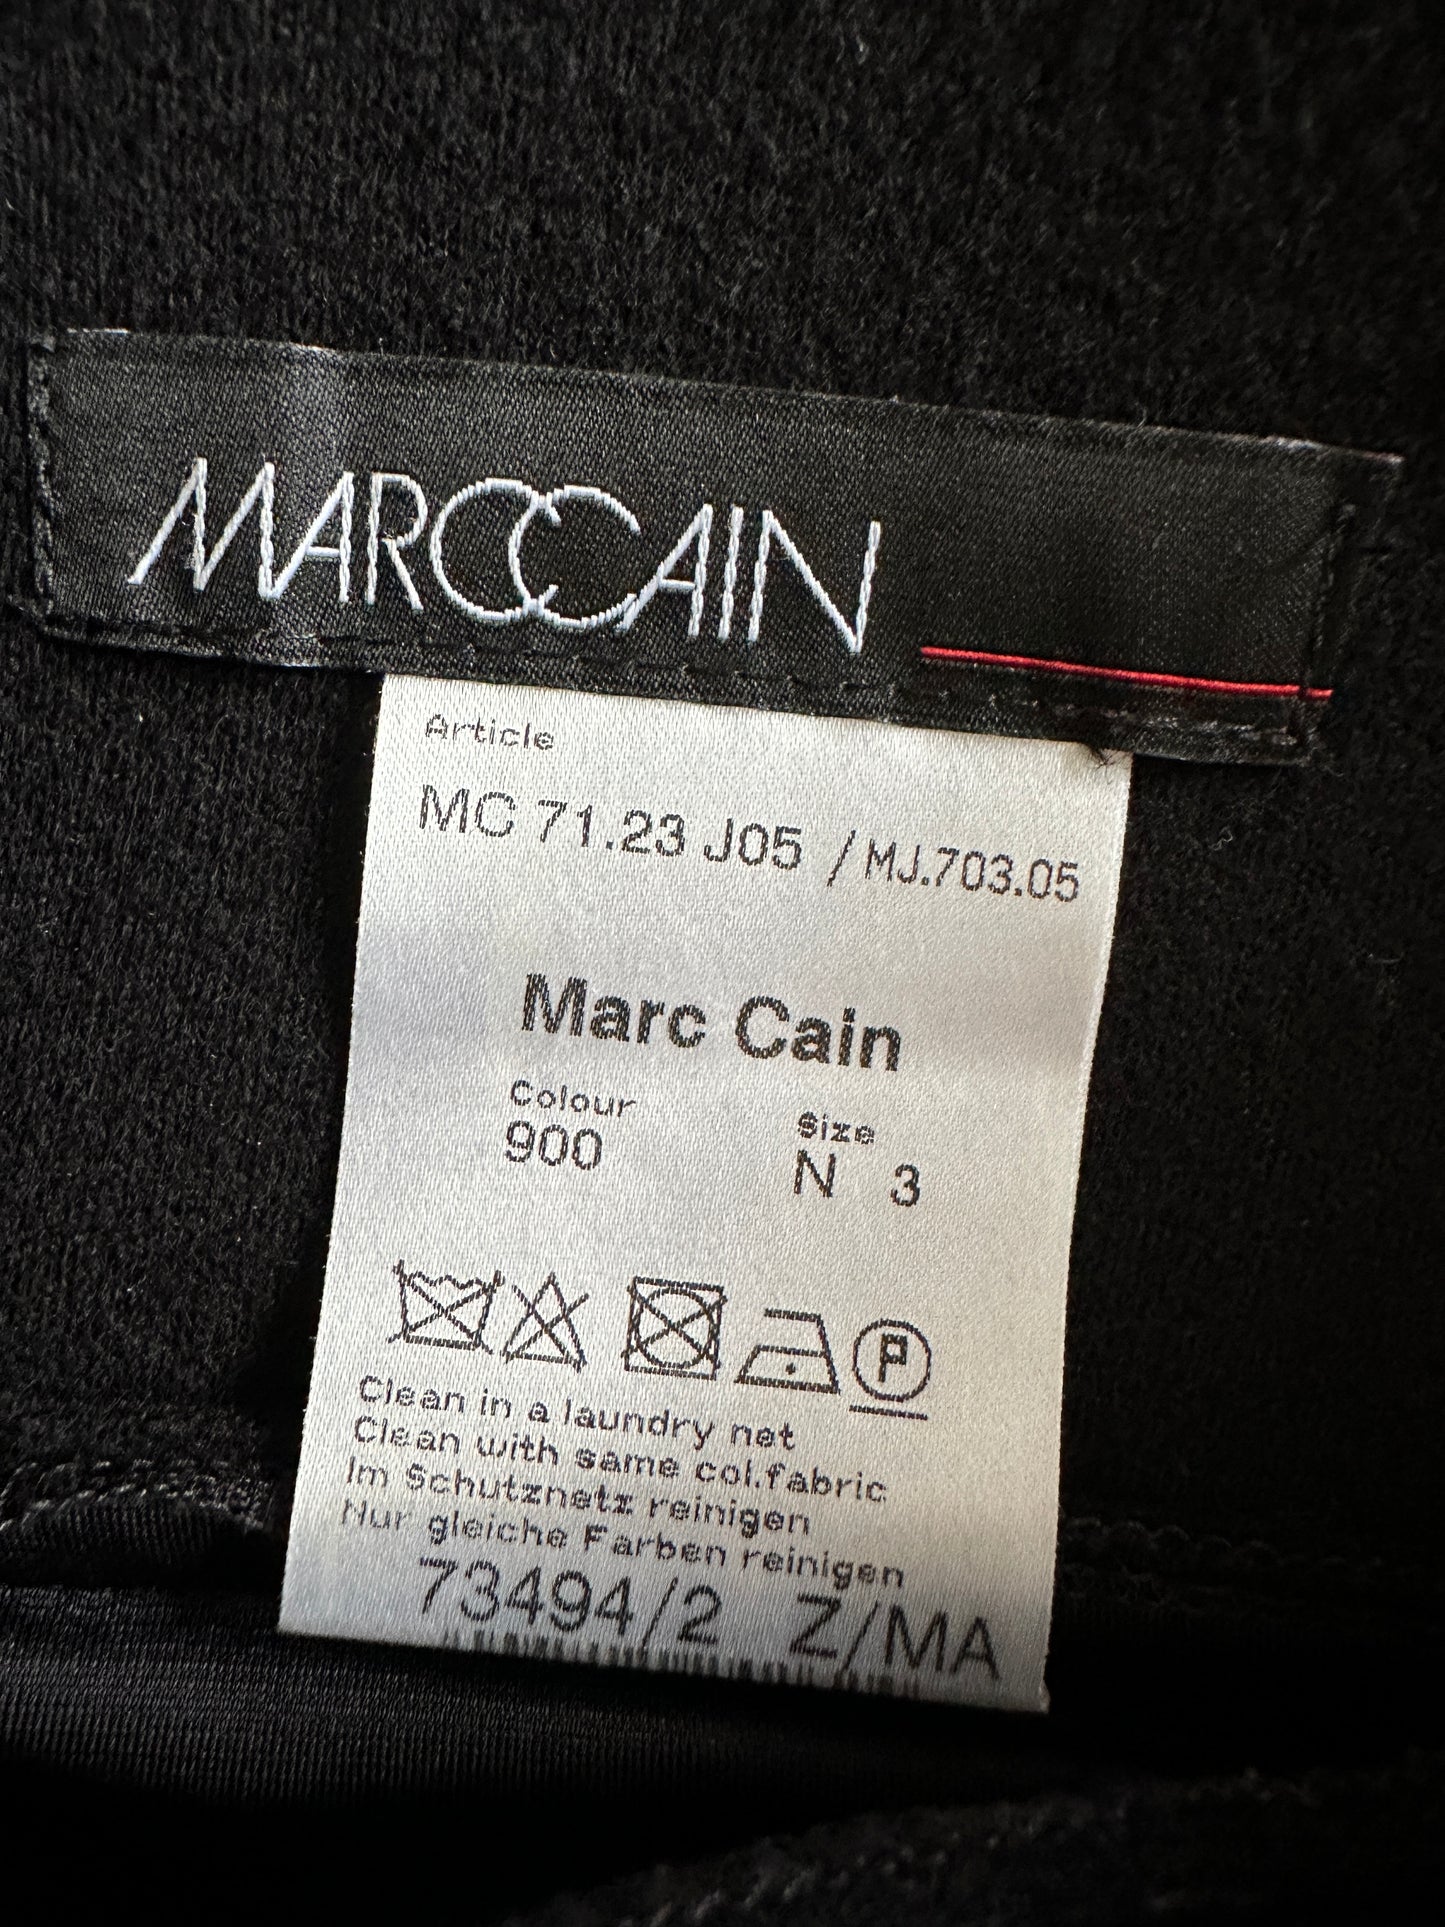 MARCCAIN
Article
MC 71.23 J05 / MJ.703.05
Marc Cain
Colour Size
900 N 3
P
Clean in a laundry net
Clean with same col.fabric
Im Schutznetz reinigen
Nur gleiche Farben reinigen
73494/2 Z/MA